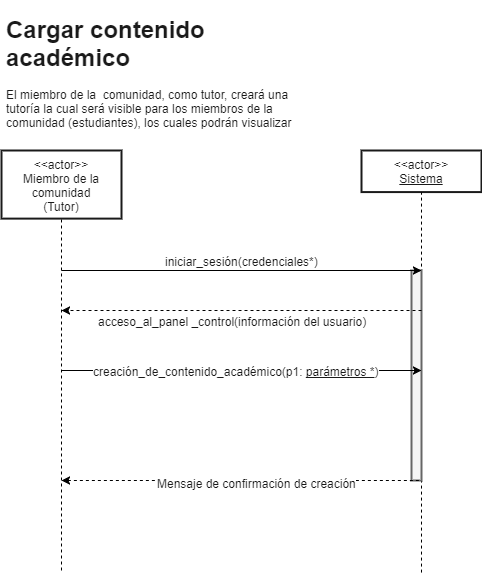 Cargar contenido
académico
El miembro de la  comunidad, como tutor, creará una
tutoría la cual será visible para los miembros de la
comunidad (estudiantes), los cuales podrán visualizar
<<actor>>
Miembro de la
comunidad
(Tutor)
<<actor>>
Sistema
iniciar_sesión(credenciales*)
acceso_al_panel _control(información del usuario)
creación_de_contenido_académico(p1: parámetros *)
Mensaje de confirmación de creación